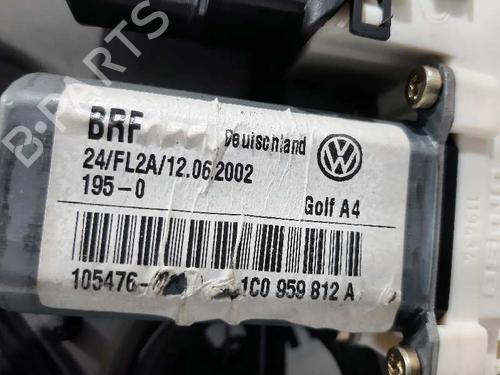 BRF Deutschland
24/FL2A/12.06.2002
195-0
Golf A4
105476- 1C0 959 812 A
B-PARTS